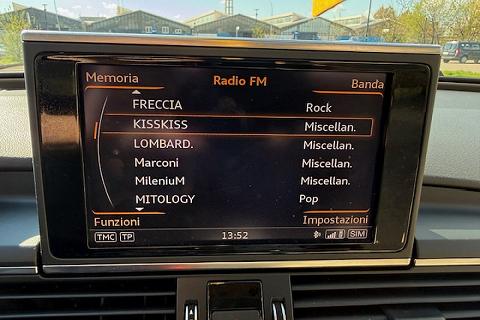 Memoria Radio FM Banda
FRECCIA Rock
KISSKISS Miscellan.
LOMBARD. Miscellan.
Marconi Miscellan.
MileniuM Miscellan.
MITOLOGY Pop
Funzioni Impostazioni
TMC TP 13:52 SIM